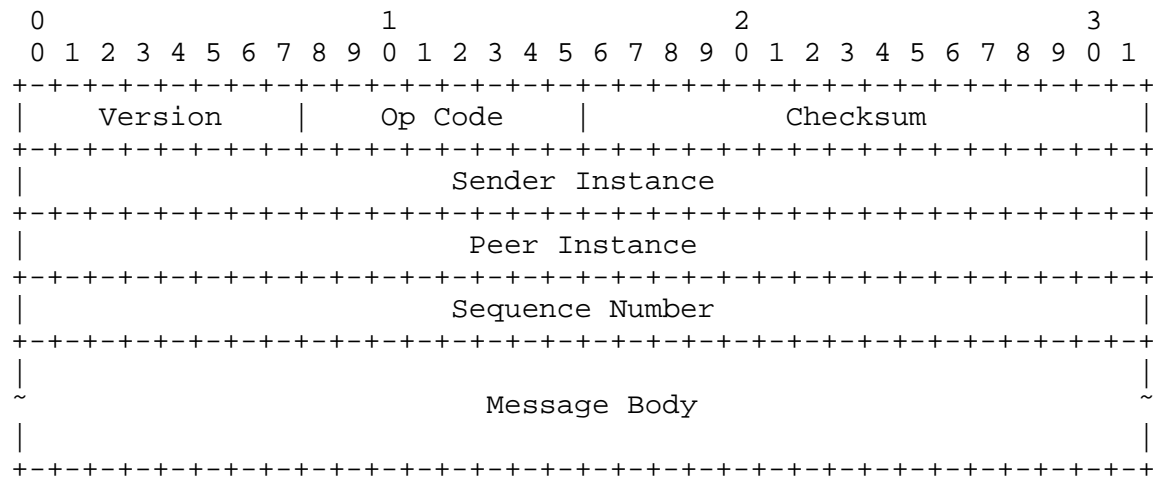 0                   1                   2                   3
 0 1 2 3 4 5 6 7 8 9 0 1 2 3 4 5 6 7 8 9 0 1 2 3 4 5 6 7 8 9 0 1
+-+-+-+-+-+-+-+-+-+-+-+-+-+-+-+-+-+-+-+-+-+-+-+-+-+-+-+-+-+-+-+-+
|    Version    |    Op Code    |           Checksum            |
+-+-+-+-+-+-+-+-+-+-+-+-+-+-+-+-+-+-+-+-+-+-+-+-+-+-+-+-+-+-+-+-+
|                        Sender Instance                        |
+-+-+-+-+-+-+-+-+-+-+-+-+-+-+-+-+-+-+-+-+-+-+-+-+-+-+-+-+-+-+-+-+
|                         Peer Instance                         |
+-+-+-+-+-+-+-+-+-+-+-+-+-+-+-+-+-+-+-+-+-+-+-+-+-+-+-+-+-+-+-+-+
|                        Sequence Number                        |
+-+-+-+-+-+-+-+-+-+-+-+-+-+-+-+-+-+-+-+-+-+-+-+-+-+-+-+-+-+-+-+-+
|                                                               |
~                          Message Body                         ~
|                                                               |
+-+-+-+-+-+-+-+-+-+-+-+-+-+-+-+-+-+-+-+-+-+-+-+-+-+-+-+-+-+-+-+-+